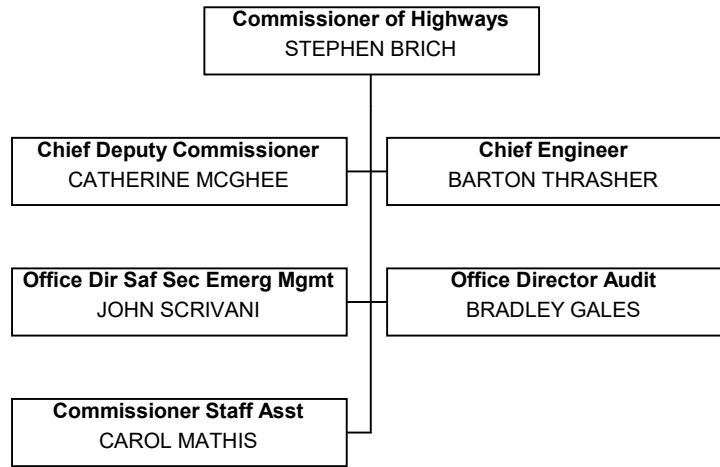 Commissioner of Highways
STEPHEN BRICH
Chief Deputy Commissioner
CATHERINE MCGHEE
Chief Engineer
BARTON THRASHER
Office Dir Saf Sec Emerg Mgmt
JOHN SCRIVANI
Office Director Audit
BRADLEY GALES
Commissioner Staff Asst
CAROL MATHIS